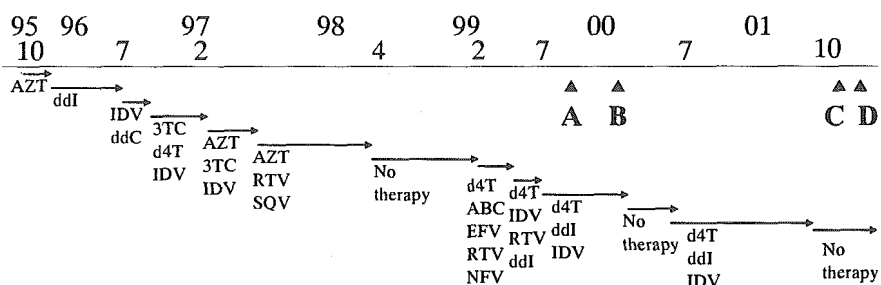 95 96 97 98 99 00 01
10 7 2 4 2 7 7 10
A B C D
AZT
ddI
IDV
ddC
3TC
d4T
IDV
AZT
3TC
IDV
AZT
RTV
SQV
No
therapy
d4T
ABC
EFV
RTV
NFV
d4T
IDV
RTV
ddI
d4T
ddI
IDV
No
therapy
d4T
ddI
IDV
No
therapy